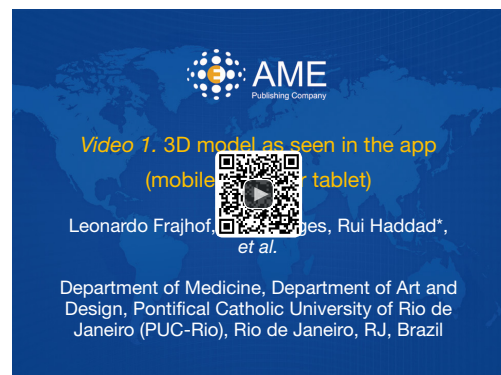 AME
Publishing Company
Video 1. 3D model as seen in the app
(mobile r tablet)
Leonardo Frajhof, ges, Rui Haddad*,
et al.
Department of Medicine, Department of Art and
Design, Pontifical Catholic University of Rio de
Janeiro (PUC-Rio), Rio de Janeiro, RJ, Brazil